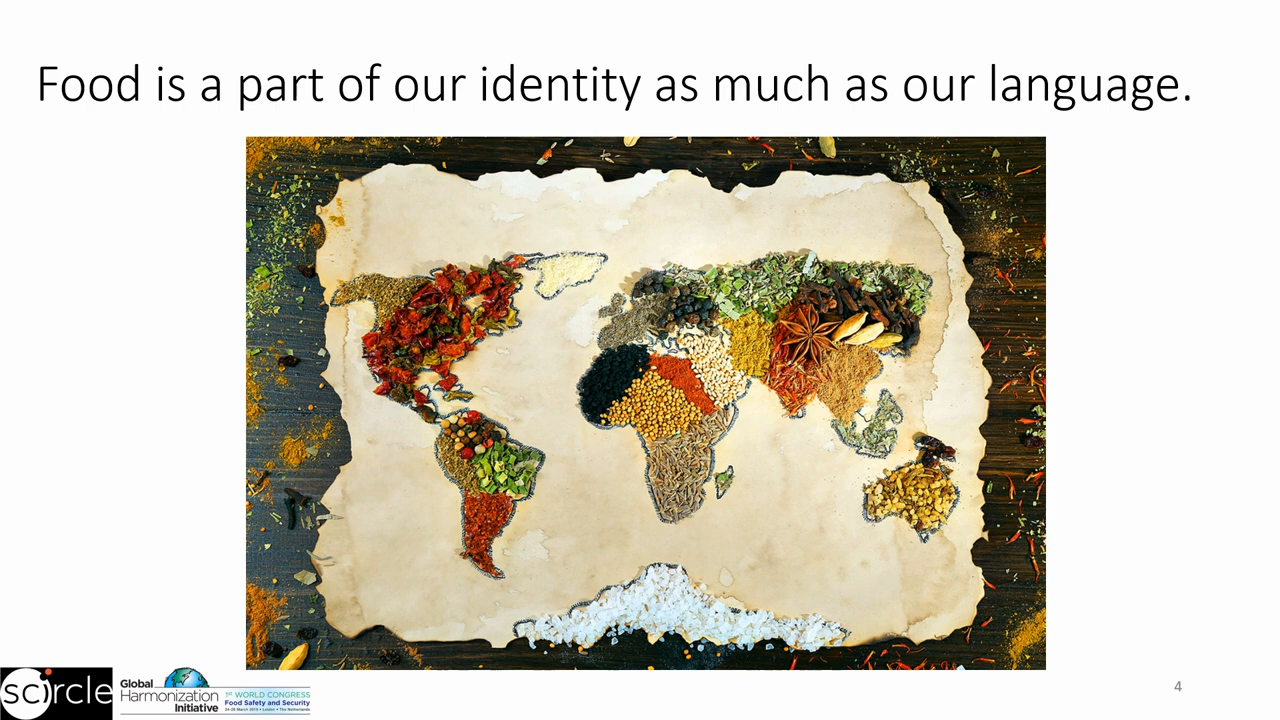 Food is a part of our identity as much as our language.
scircle
Global
Harmonization
Initiative
1ST WORLD CONGRESS
Food Safety and Security
24-28 March 2019 • Leiden • The Netherlands
4